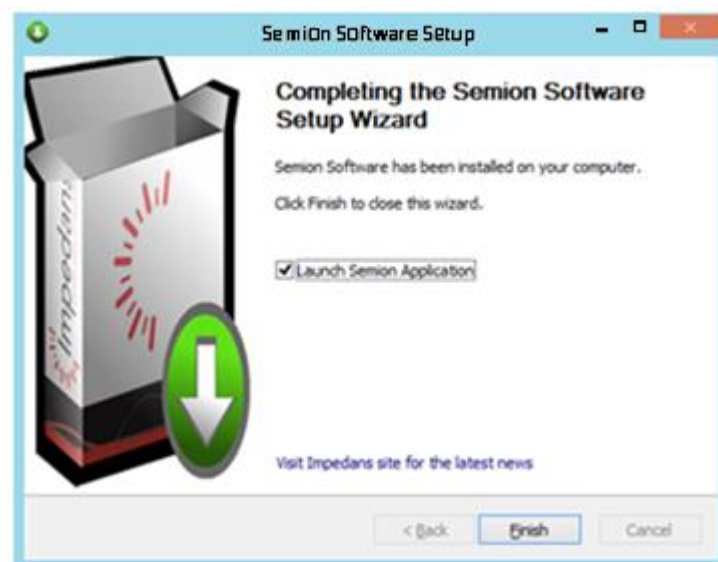 Semion Software Setup
Completing the Semion Software
Setup Wizard
Semion Software has been installed on your computer.
Click Finish to close this wizard.
Launch Semion Application
Impedans
Visit Impedans site for the latest news
< Back
Finish
Cancel